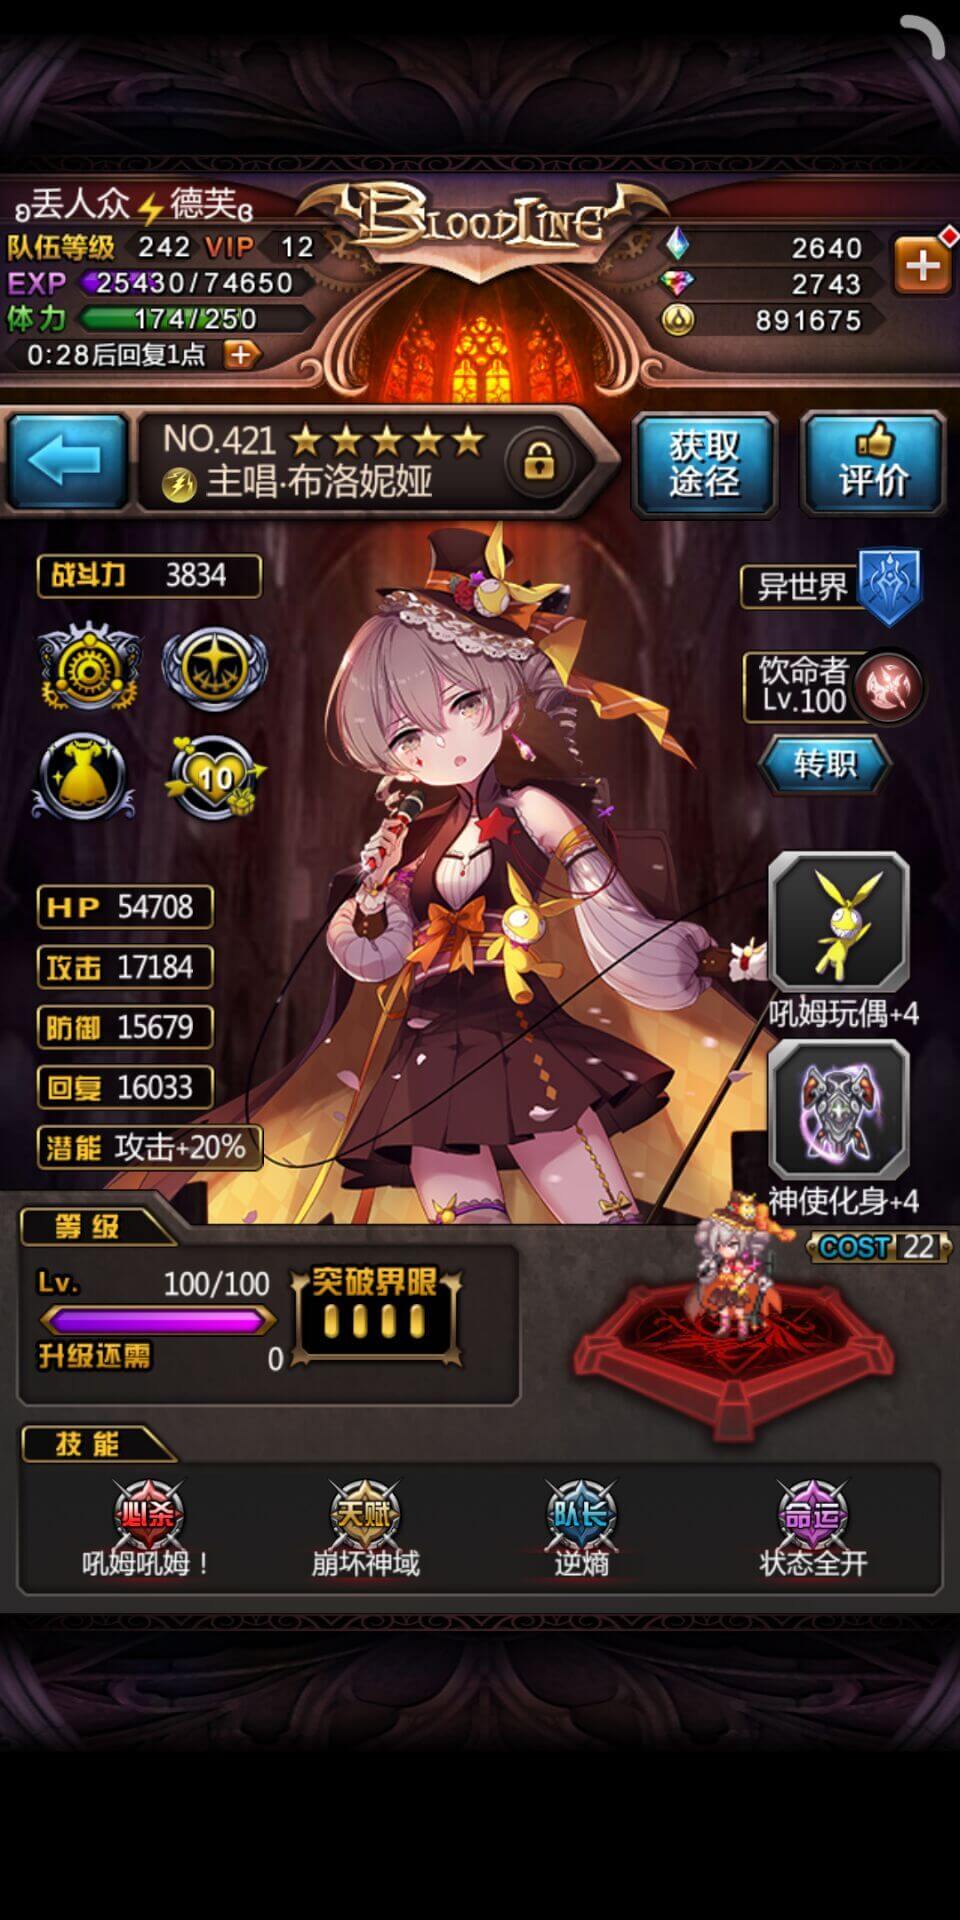 ʚ丢人众⚡德芙ɞ
BLOODLINE
队伍等级 242 VIP 12
2640
EXP 25430/74650
2743
体力 174/250
891675
0:28后回复1点
NO.421
主唱·布洛妮娅
获取
途径
评价
战斗力 3834
异世界
饮命者
Lv.100
转职
10
HP 54708
攻击 17184
防御 15679
回复 16033
潜能 攻击+20%
吼姆玩偶+4
神使化身+4
COST 22
等级
Lv. 100/100
突破界限
升级还需 0
技能
必杀 天赋 队长 命运
吼姆吼姆！ 崩坏神域 逆熵 状态全开